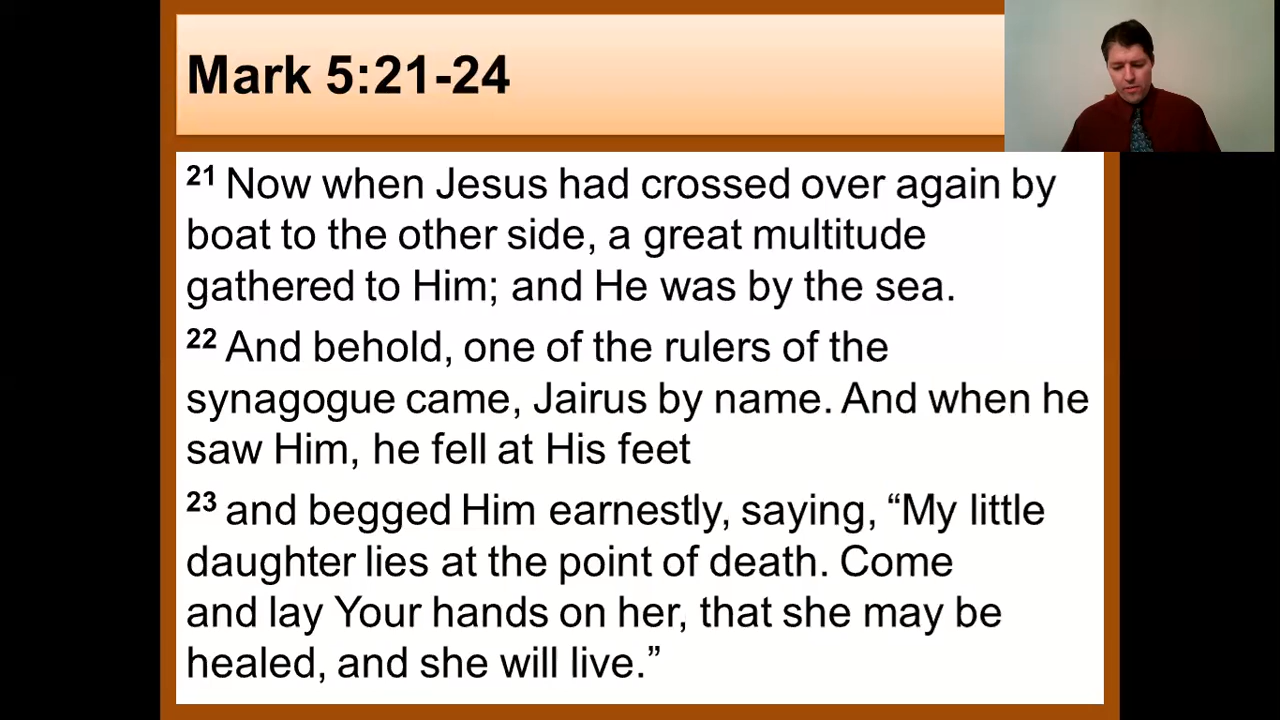 Mark 5:21-24
21 Now when Jesus had crossed over again by
boat to the other side, a great multitude
gathered to Him; and He was by the sea.
22 And behold, one of the rulers of the
synagogue came, Jairus by name. And when he
saw Him, he fell at His feet
23 and begged Him earnestly, saying, “My little
daughter lies at the point of death. Come
and lay Your hands on her, that she may be
healed, and she will live.”